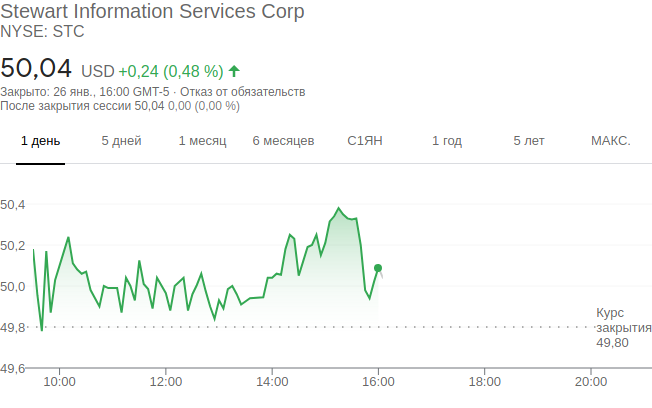 Stewart Information Services Corp
NYSE: STC
50,04 USD +0,24 (0,48 %)
Закрыто: 26 янв., 16:00 GMT-5 · Отказ от обязательств
После закрытия сессии 50,04 0,00 (0,00 %)
1 день 5 дней 1 месяц 6 месяцев С1ЯН 1 год 5 лет МАКС.
50,4
50,2
50,0
49,8
Курс
закрытия
49,80
49,6
10:00 12:00 14:00 16:00 18:00 20:00